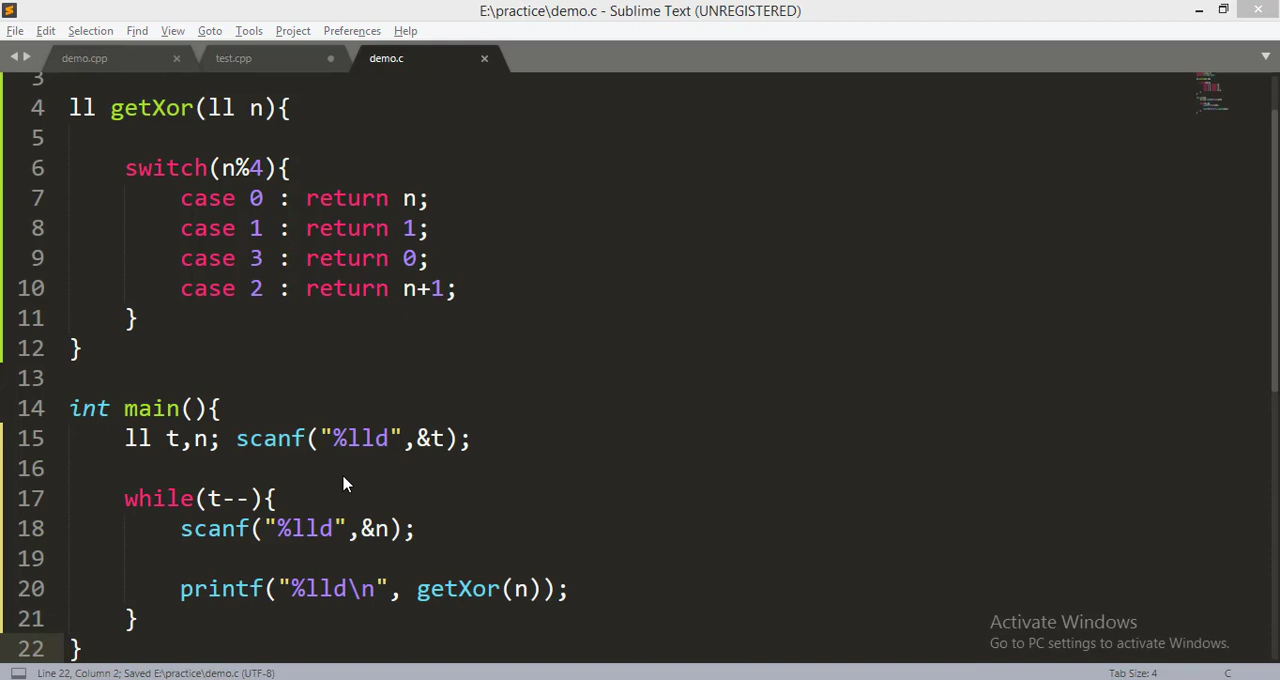 E:\practice\demo.c - Sublime Text (UNREGISTERED)
File Edit Selection Find View Goto Tools Project Preferences Help
demo.cpp test.cpp demo.c
3
4 ll getXor(ll n){
5
6 switch(n%4){
7 case 0 : return n;
8 case 1 : return 1;
9 case 3 : return 0;
10 case 2 : return n+1;
11 }
12 }
13
14 int main(){
15 ll t,n; scanf("%lld",&t);
16
17 while(t--){
18 scanf("%lld",&n);
19
20 printf("%lld\n", getXor(n));
21 }
22 }
Activate Windows
Go to PC settings to activate Windows.
Line 22, Column 2; Saved E:\practice\demo.c (UTF-8) Tab Size: 4 C